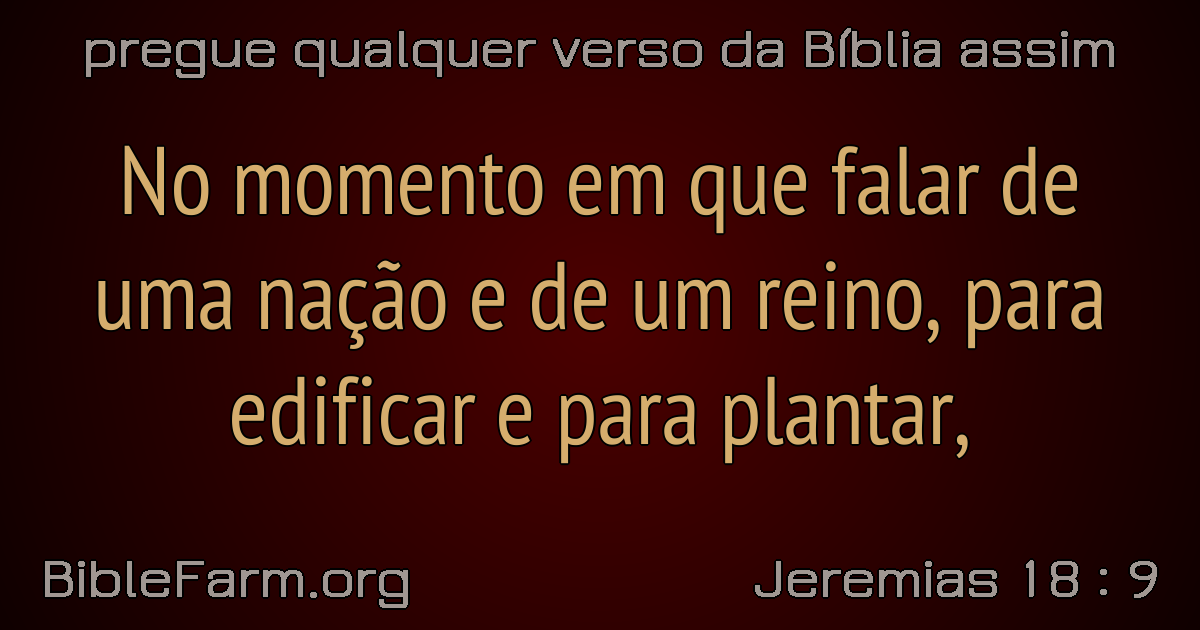 pregue qualquer verso da Bíblia assim
No momento em que falar de
uma nação e de um reino, para
edificar e para plantar,
BibleFarm.org
Jeremias 18 : 9